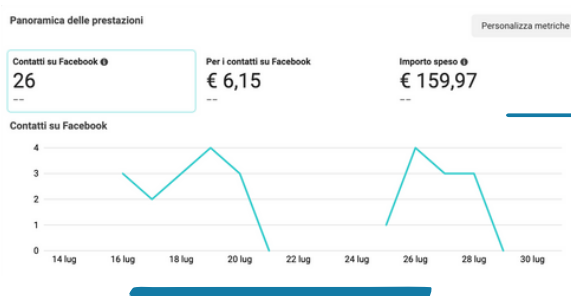 Panoramica delle prestazioni
Personalizza metriche
Contatti su Facebook
Per i contatti su Facebook
Importo speso
26
€ 6,15
€ 159,97
--
--
--
Contatti su Facebook
4
3
2
1
0
14 lug 16 lug 18 lug 20 lug 22 lug 24 lug 26 lug 28 lug 30 lug